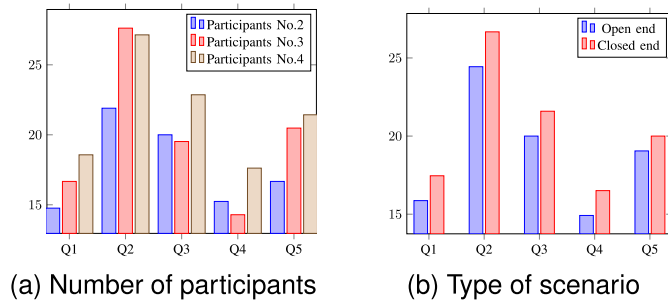 Participants No.2
Participants No.3
Participants No.4
25
20
15
Q1 Q2 Q3 Q4 Q5
(a) Number of participants
Open end
Closed end
25
20
15
Q1 Q2 Q3 Q4 Q5
(b) Type of scenario